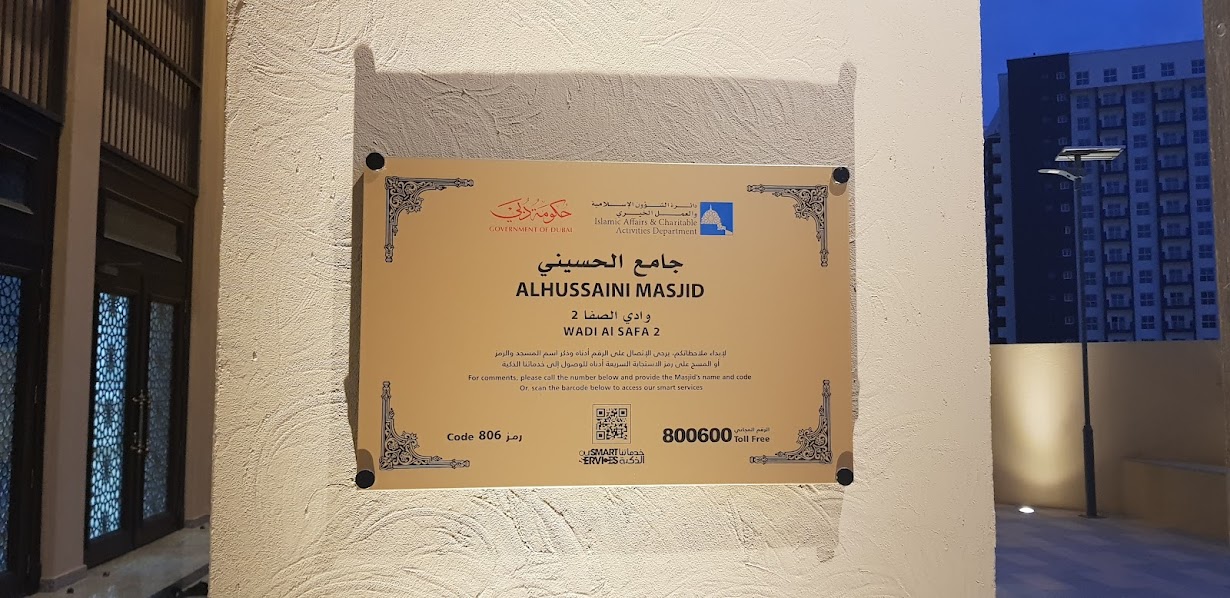 حكومة دبي
GOVERNMENT OF DUBAI
دائرة الشؤون الإسلامية
والعمل الخيري
Islamic Affairs & Charitable
Activities Department
جامع الحسيني
ALHUSSAINI MASJID
وادي الصفا 2
WADI Al SAFA 2
لإبداء ملاحظاتكم، يرجى الإتصال على الرقم أدناه وذكر اسم المسجد والرمز
أو المسح على رمز الاستجابة السريعة أدناه للوصول إلى خدماتنا الذكية
For comments, please call the number below and provide the Masjid's name and code
Or, scan the barcode below to access our smart services
Code 806 رمز
800600 الرقم المجاني
Toll Free
our SMART خدماتنا
SERVICES الذكية